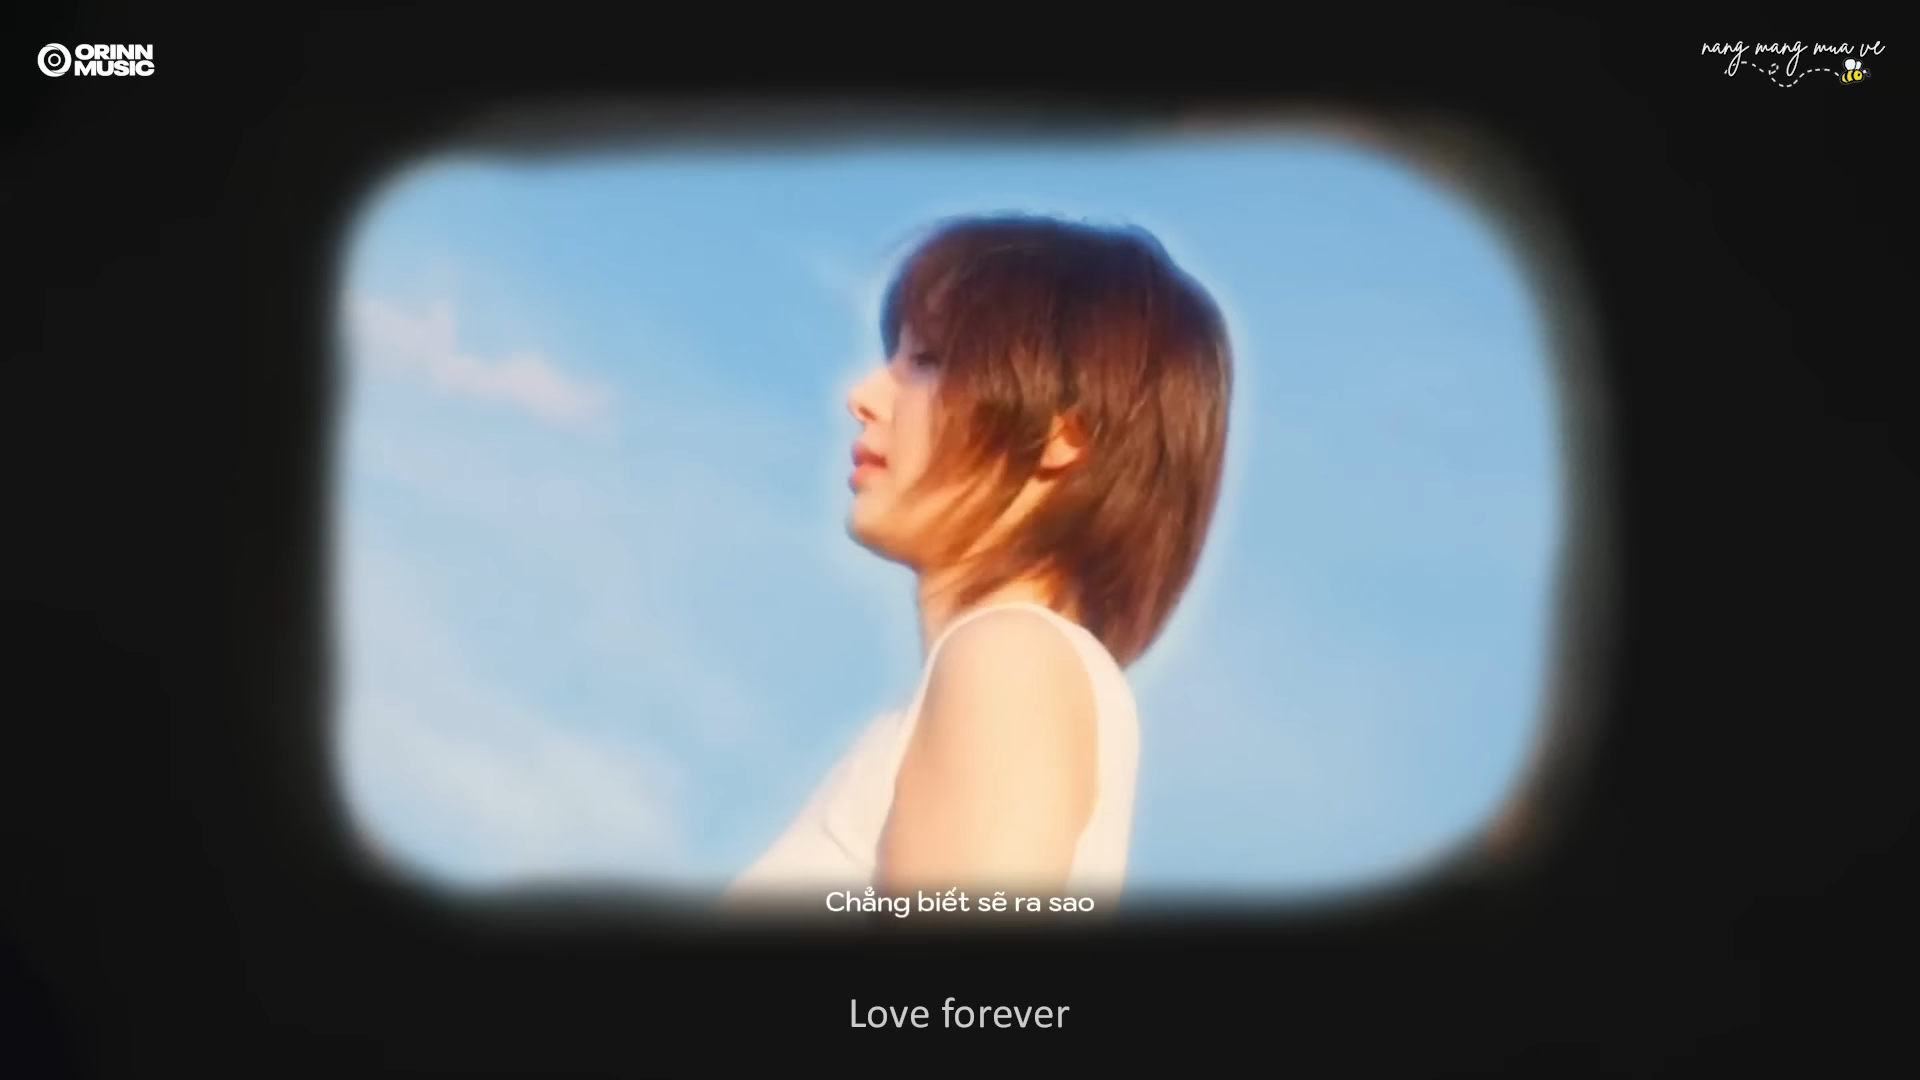 ORINN
MUSIC
nang mang mua ve
Chẳng biết sẽ ra sao
Love forever